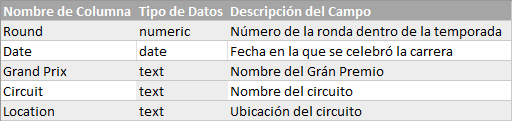 Nombre de Columna Tipo de Datos Descripción del Campo
Round numeric Número de la ronda dentro de la temporada
Date date Fecha en la que se celebró la carrera
Grand Prix text Nombre del Grán Premio
Circuit text Nombre del circuito
Location text Ubicación del circuito